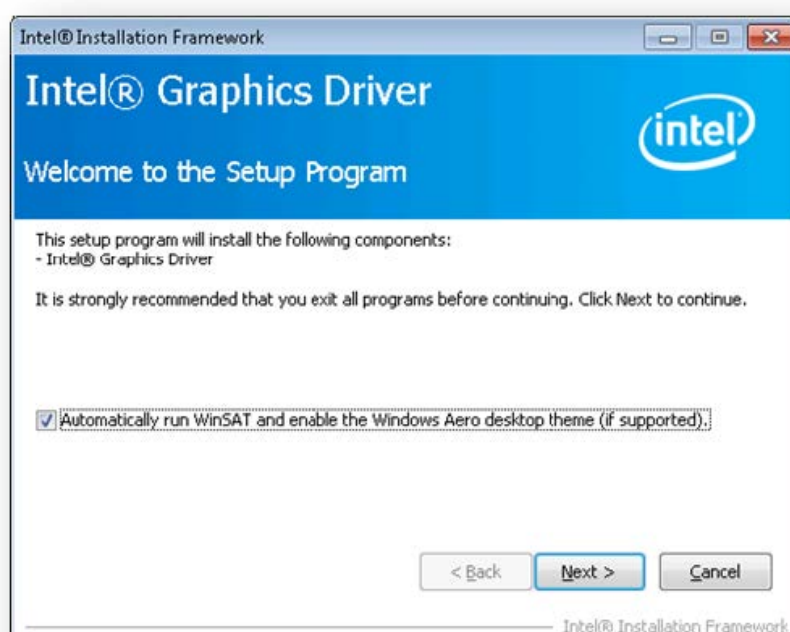 Intel® Installation Framework
Intel® Graphics Driver
intel
Welcome to the Setup Program
This setup program will install the following components:
- Intel® Graphics Driver
It is strongly recommended that you exit all programs before continuing. Click Next to continue.
Automatically run WinSAT and enable the Windows Aero desktop theme (if supported).
< Back
Next >
Cancel
Intel® Installation Framework